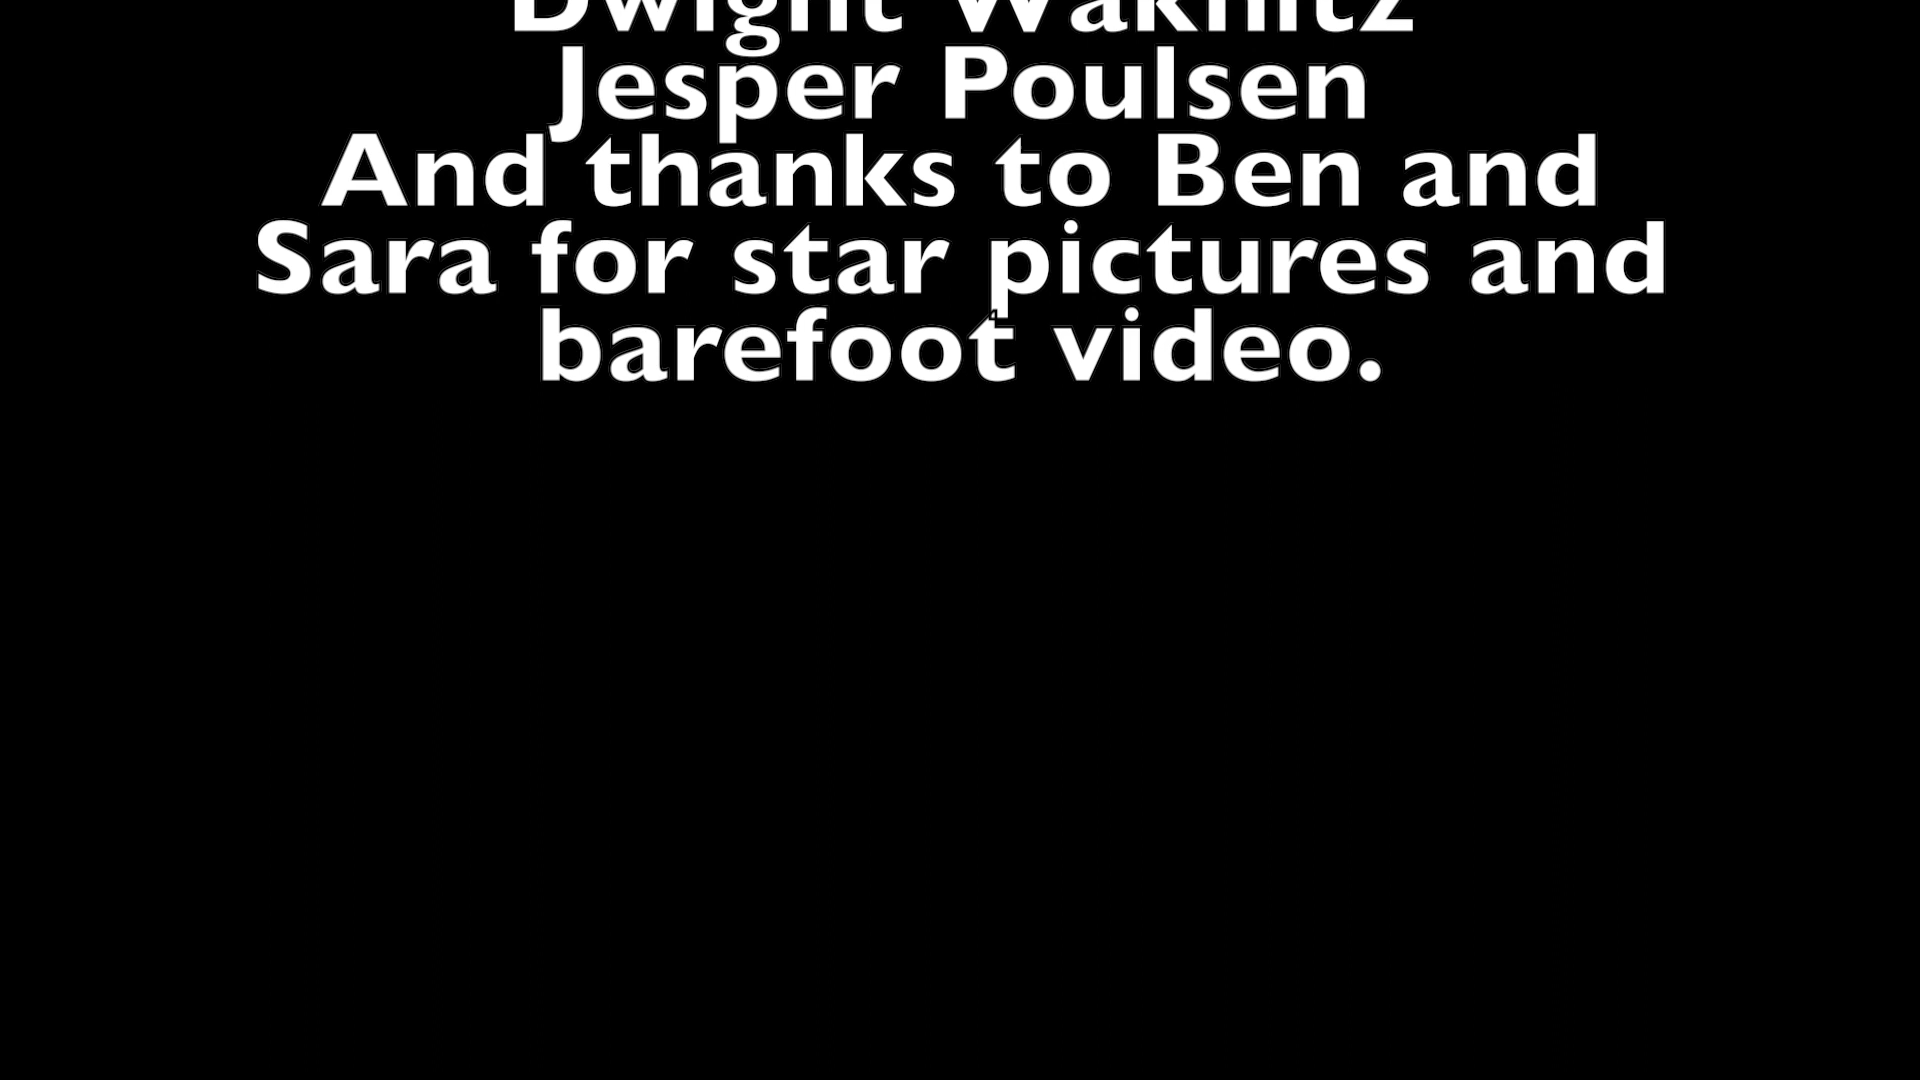 Dwight Waknitz
Jesper Poulsen
And thanks to Ben and
Sara for star pictures and
barefoot video.